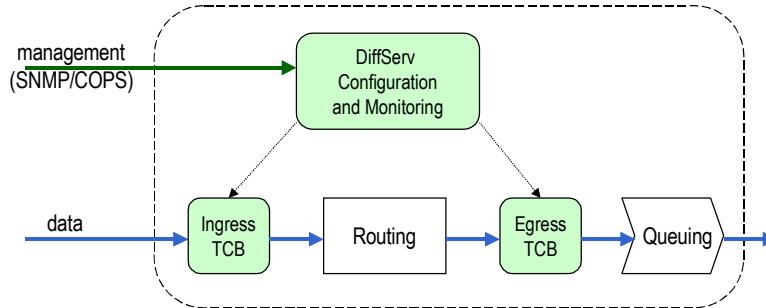 management
(SNMP/COPS)
DiffServ
Configuration
and Monitoring
data
Ingress
TCB
Routing
Egress
TCB
Queuing